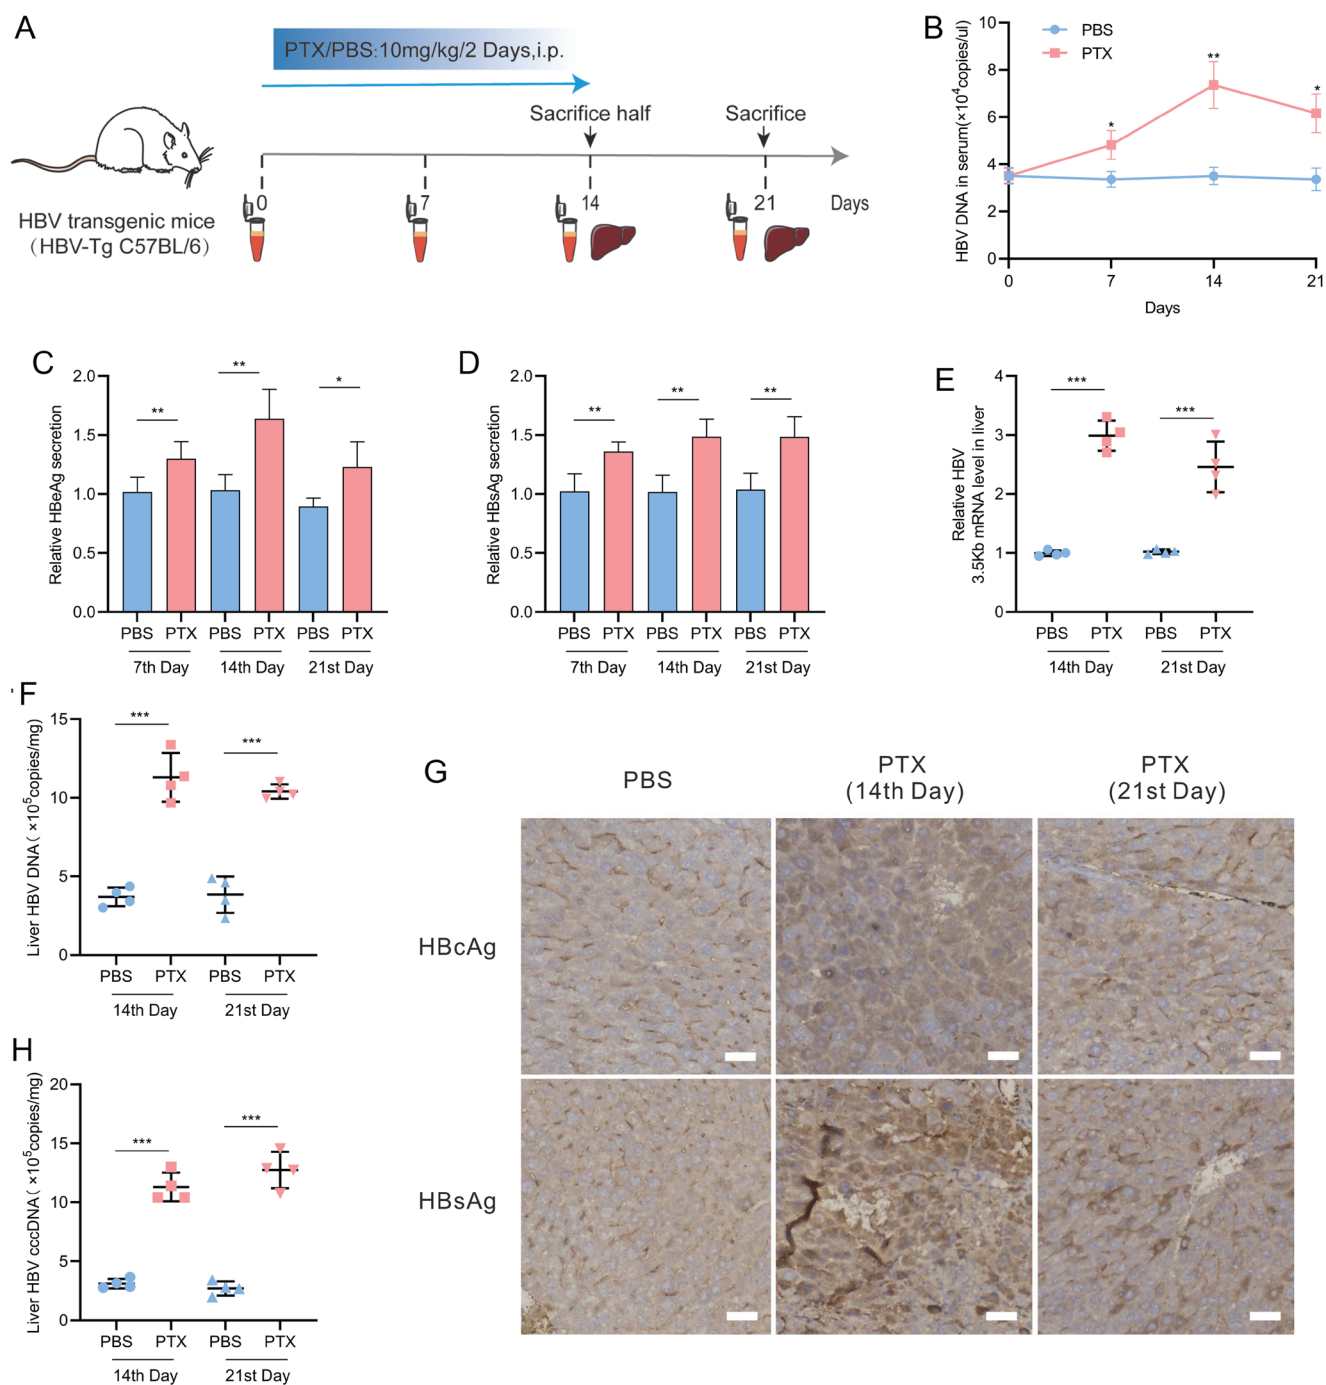 A
PTX/PBS:10mg/kg/2 Days,i.p.
Sacrifice half
Sacrifice
0
7
14
21
Days
HBV transgenic mice
(HBV-Tg C57BL/6)
B
PBS
PTX
HBV DNA in serum(×10⁴copies/ul)
10
8
6
4
2
0
*
**
*
0
7
14
21
Days
C
Relative HBeAg secretion
2.0
1.5
1.0
0.5
0.0
**
**
*
PBS PTX PBS PTX PBS PTX
7th Day 14th Day 21st Day
D
Relative HBsAg secretion
2.0
1.5
1.0
0.5
0.0
**
**
**
PBS PTX PBS PTX PBS PTX
7th Day 14th Day 21st Day
E
Relative HBV
3.5Kb mRNA level in liver
4
3
2
1
0
***
***
PBS PTX PBS PTX
14th Day 21st Day
F
Liver HBV DNA( ×10⁵copies/mg)
15
10
5
0
***
***
PBS PTX PBS PTX
14th Day 21st Day
G
PBS
PTX
(14th Day)
PTX
(21st Day)
HBcAg
HBsAg
H
Liver HBV cccDNA( ×10⁵copies/mg)
20
15
10
5
0
***
***
PBS PTX PBS PTX
14th Day 21st Day